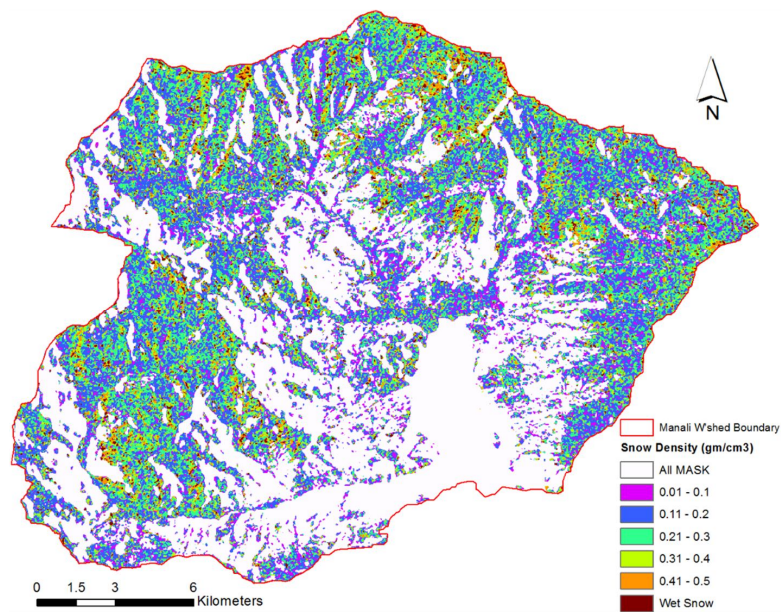 N
Manali W'shed Boundary
Snow Density (gm/cm3)
All MASK
0.01 - 0.1
0.11 - 0.2
0.21 - 0.3
0.31 - 0.4
0.41 - 0.5
Wet Snow
0 1.5 3 6
Kilometers